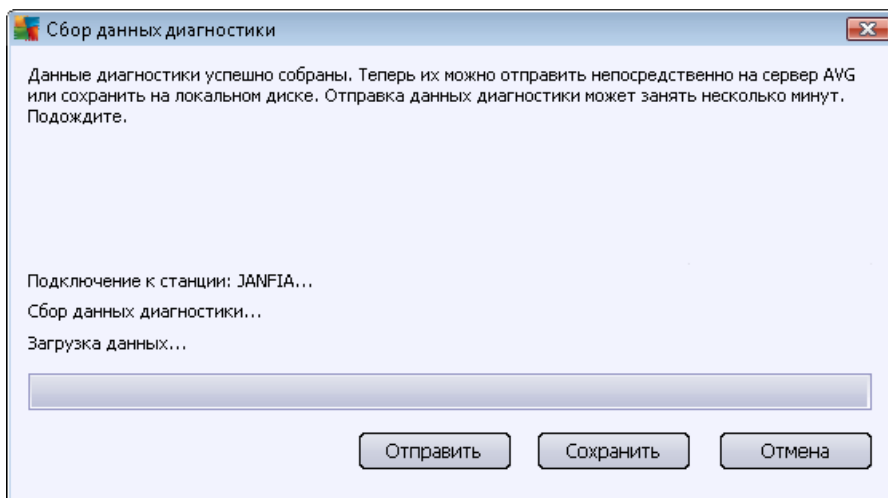 Сбор данных диагностики
Данные диагностики успешно собраны. Теперь их можно отправить непосредственно на сервер AVG
или сохранить на локальном диске. Отправка данных диагностики может занять несколько минут.
Подождите.
Подключение к станции: JANFIA...
Сбор данных диагностики...
Загрузка данных...
Отправить
Сохранить
Отмена